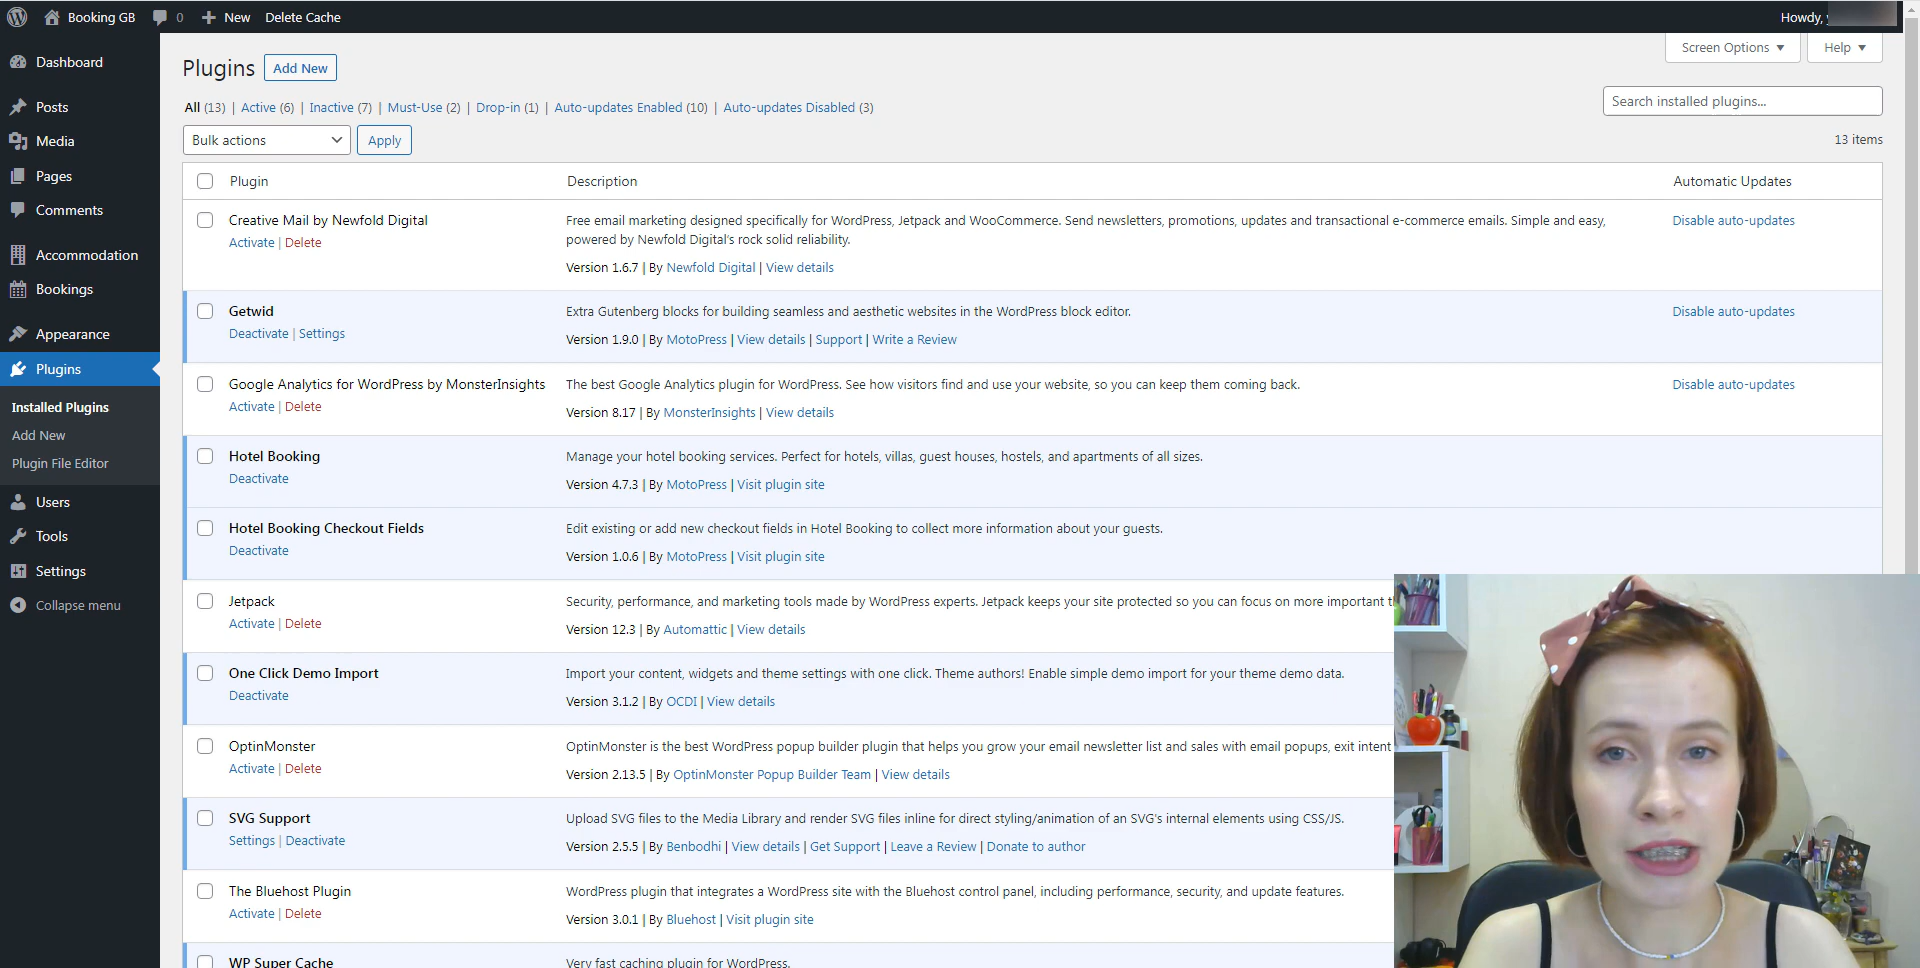 Booking GB 0 New Delete Cache Howdy,
Screen Options Help
Dashboard
Posts
Media
Pages
Comments
Accommodation
Bookings
Appearance
Plugins
Installed Plugins
Add New
Plugin File Editor
Users
Tools
Settings
Collapse menu
Plugins Add New
All (13) | Active (6) | Inactive (7) | Must-Use (2) | Drop-in (1) | Auto-updates Enabled (10) | Auto-updates Disabled (3)
Search installed plugins...
Bulk actions Apply
13 items
Plugin Description Automatic Updates
Creative Mail by Newfold Digital
Activate | Delete
Free email marketing designed specifically for WordPress, Jetpack and WooCommerce. Send newsletters, promotions, updates and transactional e-commerce emails. Simple and easy,
powered by Newfold Digital's rock solid reliability.
Version 1.6.7 | By Newfold Digital | View details
Disable auto-updates
Getwid
Deactivate | Settings
Extra Gutenberg blocks for building seamless and aesthetic websites in the WordPress block editor.
Version 1.9.0 | By MotoPress | View details | Support | Write a Review
Disable auto-updates
Google Analytics for WordPress by MonsterInsights
Activate | Delete
The best Google Analytics plugin for WordPress. See how visitors find and use your website, so you can keep them coming back.
Version 8.17 | By MonsterInsights | View details
Disable auto-updates
Hotel Booking
Deactivate
Manage your hotel booking services. Perfect for hotels, villas, guest houses, hostels, and apartments of all sizes.
Version 4.7.3 | By MotoPress | Visit plugin site
Hotel Booking Checkout Fields
Deactivate
Edit existing or add new checkout fields in Hotel Booking to collect more information about your guests.
Version 1.0.6 | By MotoPress | Visit plugin site
Jetpack
Activate | Delete
Security, performance, and marketing tools made by WordPress experts. Jetpack keeps your site protected so you can focus on more important
Version 12.3 | By Automattic | View details
One Click Demo Import
Deactivate
Import your content, widgets and theme settings with one click. Theme authors! Enable simple demo import for your theme demo data.
Version 3.1.2 | By OCDI | View details
OptinMonster
Activate | Delete
OptinMonster is the best WordPress popup builder plugin that helps you grow your email newsletter list and sales with email popups, exit intent
Version 2.13.5 | By OptinMonster Popup Builder Team | View details
SVG Support
Settings | Deactivate
Upload SVG files to the Media Library and render SVG files inline for direct styling/animation of an SVG's internal elements using CSS/JS.
Version 2.5.5 | By Benbodhi | View details | Get Support | Leave a Review | Donate to author
The Bluehost Plugin
Activate | Delete
WordPress plugin that integrates a WordPress site with the Bluehost control panel, including performance, security, and update features.
Version 3.0.1 | By Bluehost | Visit plugin site
WP Super Cache
Very fast caching plugin for WordPress.